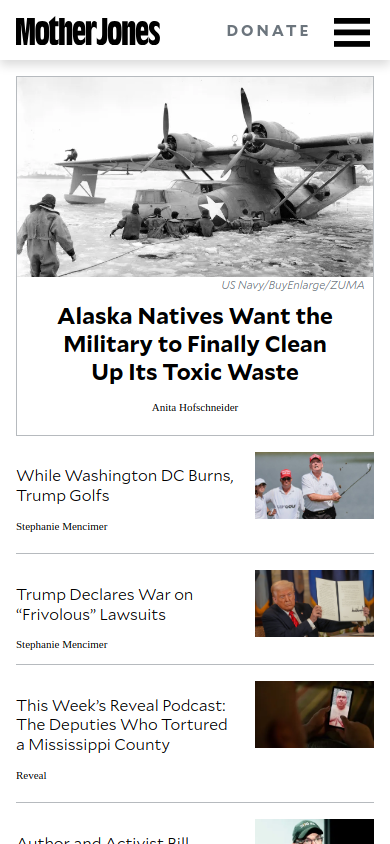 Mother Jones
DONATE
US Navy/BuyEnlarge/ZUMA
Alaska Natives Want the
Military to Finally Clean
Up Its Toxic Waste
Anita Hofschneider
While Washington DC Burns,
Trump Golfs
Stephanie Mencimer
Trump Declares War on
“Frivolous” Lawsuits
Stephanie Mencimer
This Week’s Reveal Podcast:
The Deputies Who Tortured
a Mississippi County
Reveal
Author and Activist Bill